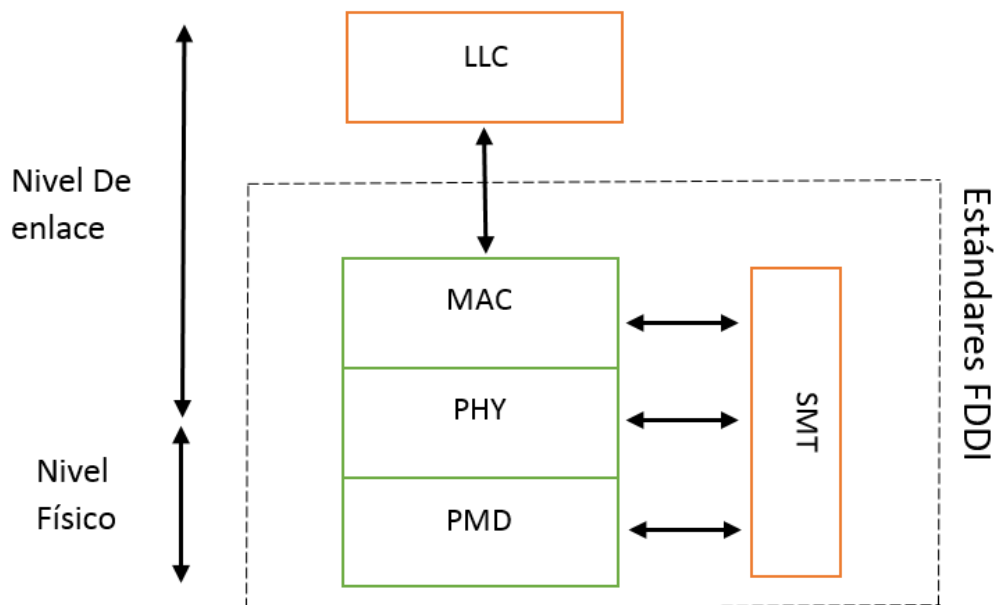 LLC
Nivel De
enlace
Estándares FDDI
MAC
PHY
SMT
Nivel
Físico
PMD